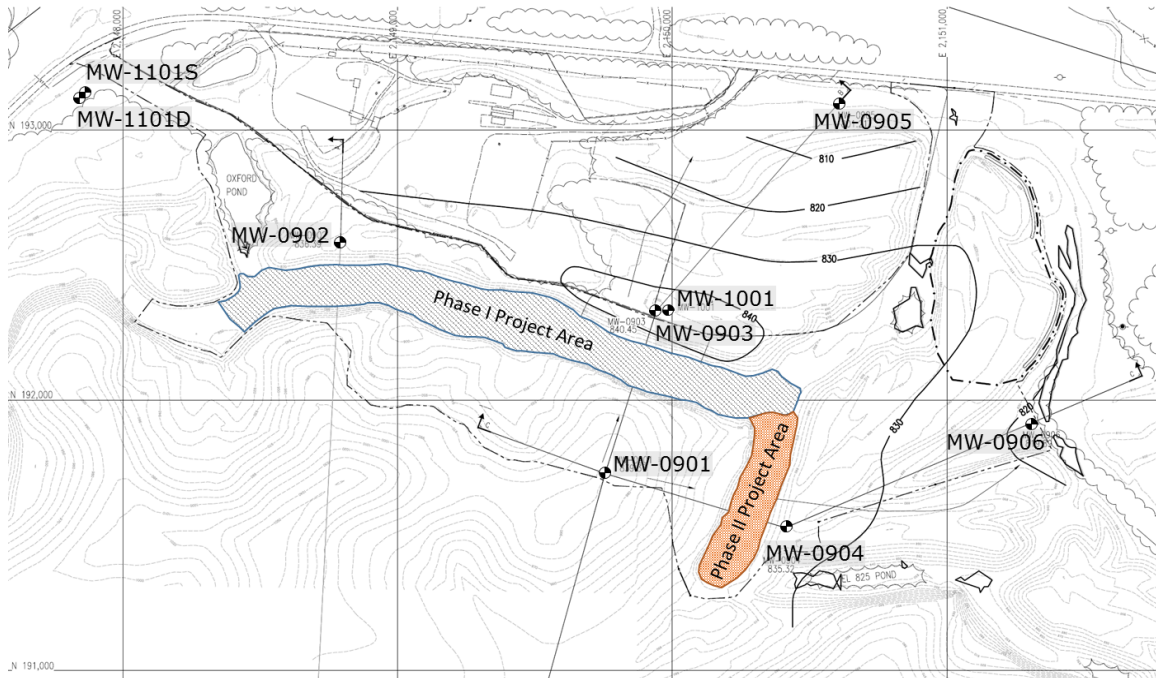 E 2,148,000
E 2,149,000
E 2,150,000
E 2,151,000
MW-1101S
MW-1101D
MW-0905
N 193,000
810
OXFORD
POND
820
MW-0902
836.39
830
MW-1001
MW-0903
840.45
840
MW-0903
Phase I Project Area
N 192,000
820
830
MW-0906
MW-0901
Phase II Project Area
MW-0904
835.32
EL 825 POND
N 191,000